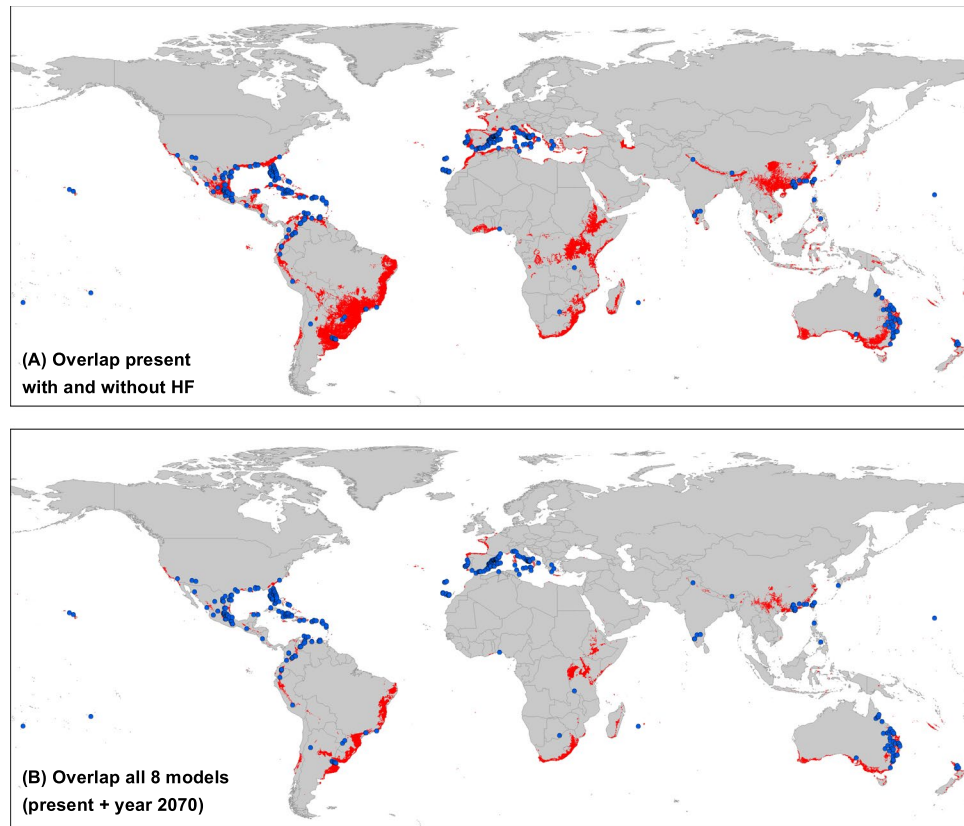 (A) Overlap present
with and without HF
(B) Overlap all 8 models
(present + year 2070)